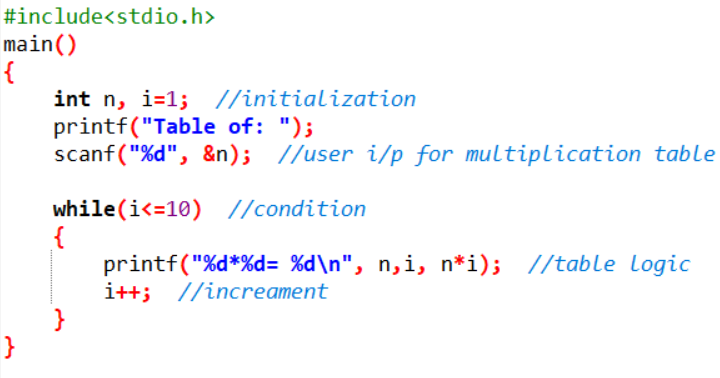 #include<stdio.h>
main()
{
    int n, i=1;  //initialization
    printf("Table of: ");
    scanf("%d", &n);  //user i/p for multiplication table

    while(i<=10)  //condition
    {
        printf("%d*%d= %d\n", n,i, n*i);  //table logic
        i++;  //increament
    }
}